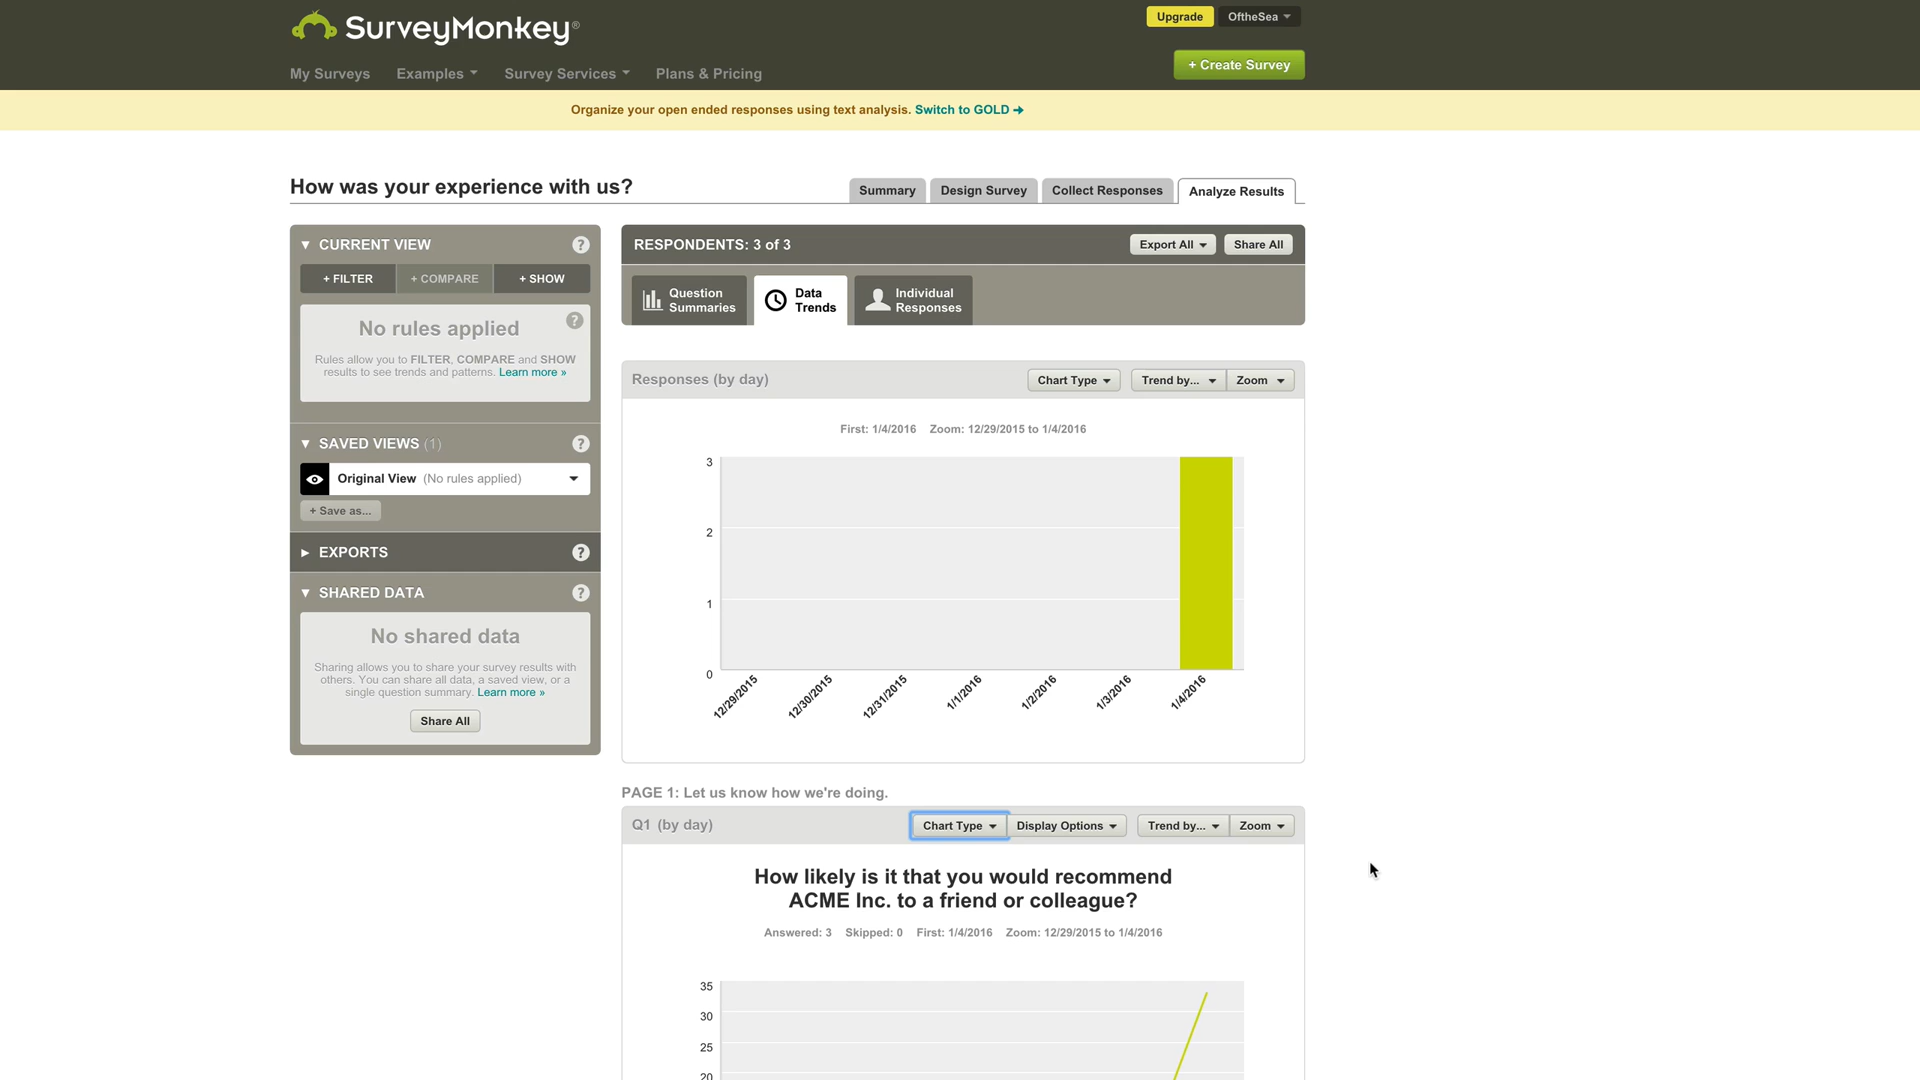 SurveyMonkey®
Upgrade
OftheSea
My Surveys
Examples
Survey Services
Plans & Pricing
+ Create Survey
Organize your open ended responses using text analysis. Switch to GOLD ➔
How was your experience with us?
Summary
Design Survey
Collect Responses
Analyze Results
▼ CURRENT VIEW ?
+ FILTER
+ COMPARE
+ SHOW
No rules applied ?
Rules allow you to FILTER, COMPARE and SHOW
results to see trends and patterns. Learn more »
▼ SAVED VIEWS (1) ?
Original View (No rules applied)
+ Save as...
► EXPORTS ?
▼ SHARED DATA ?
No shared data
Sharing allows you to share your survey results with
others. You can share all data, a saved view, or a
single question summary. Learn more »
Share All
RESPONDENTS: 3 of 3
Export All
Share All
Question
Summaries
Data
Trends
Individual
Responses
Responses (by day)
Chart Type
Trend by...
Zoom
First: 1/4/2016 Zoom: 12/29/2015 to 1/4/2016
3
2
1
0
12/29/2015
12/30/2015
12/31/2015
1/1/2016
1/2/2016
1/3/2016
1/4/2016
PAGE 1: Let us know how we're doing.
Q1 (by day)
Chart Type
Display Options
Trend by...
Zoom
How likely is it that you would recommend
ACME Inc. to a friend or colleague?
Answered: 3 Skipped: 0 First: 1/4/2016 Zoom: 12/29/2015 to 1/4/2016
35
30
25
20